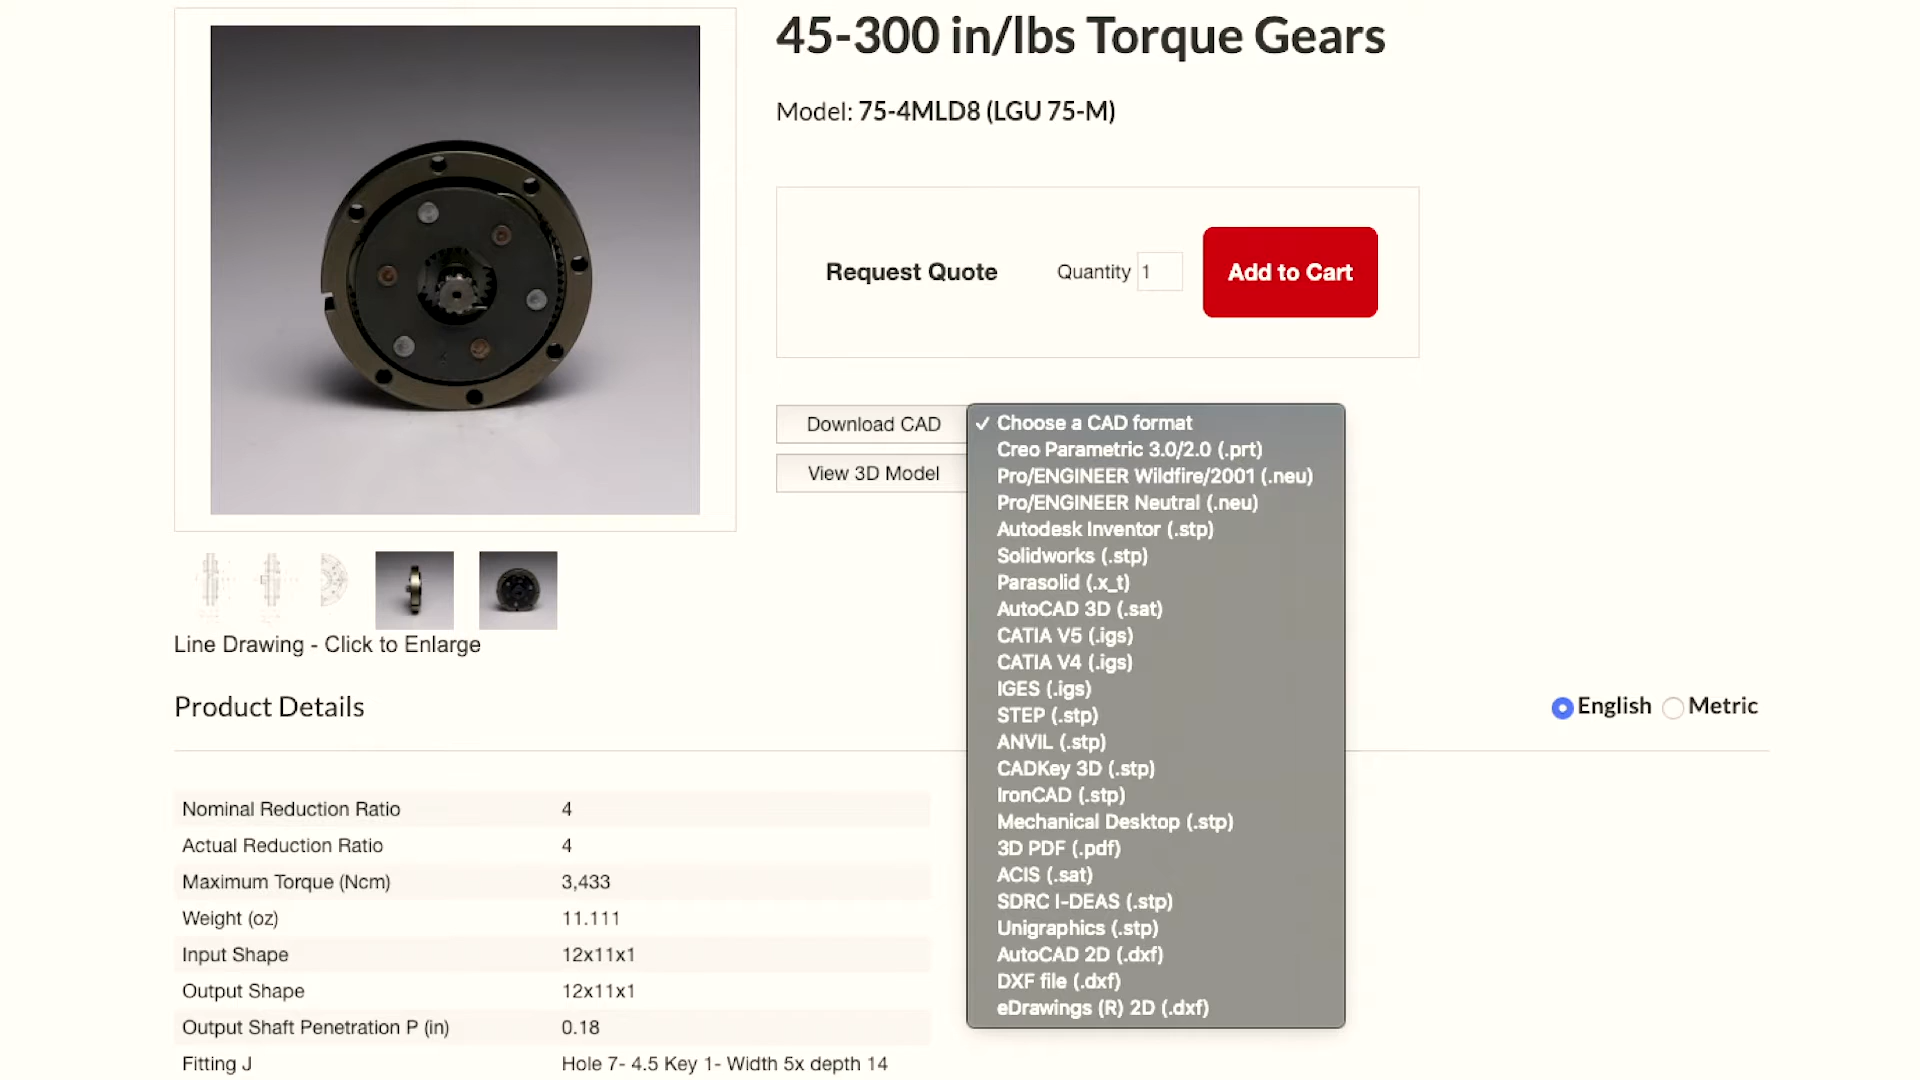 45-300 in/lbs Torque Gears
Model: 75-4MLD8 (LGU 75-M)
Request Quote
Quantity 1
Add to Cart
Download CAD
View 3D Model
✓ Choose a CAD format
Creo Parametric 3.0/2.0 (.prt)
Pro/ENGINEER Wildfire/2001 (.neu)
Pro/ENGINEER Neutral (.neu)
Autodesk Inventor (.stp)
Solidworks (.stp)
Parasolid (.x_t)
AutoCAD 3D (.sat)
CATIA V5 (.igs)
CATIA V4 (.igs)
IGES (.igs)
STEP (.stp)
ANVIL (.stp)
CADKey 3D (.stp)
IronCAD (.stp)
Mechanical Desktop (.stp)
3D PDF (.pdf)
ACIS (.sat)
SDRC I-DEAS (.stp)
Unigraphics (.stp)
AutoCAD 2D (.dxf)
DXF file (.dxf)
eDrawings (R) 2D (.dxf)
Line Drawing - Click to Enlarge
Product Details
English Metric
Nominal Reduction Ratio 4
Actual Reduction Ratio 4
Maximum Torque (Ncm) 3,433
Weight (oz) 11.111
Input Shape 12x11x1
Output Shape 12x11x1
Output Shaft Penetration P (in) 0.18
Fitting J Hole 7- 4.5 Key 1- Width 5x depth 14